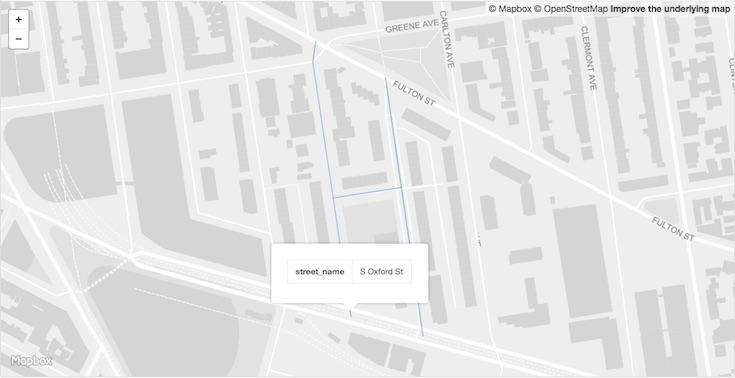 +
−
© Mapbox © OpenStreetMap Improve the underlying map
GREENE AVE
CARLTON AVE
CLERMONT AVE
FULTON ST
FULTON ST
street_name S Oxford St
Mapbox